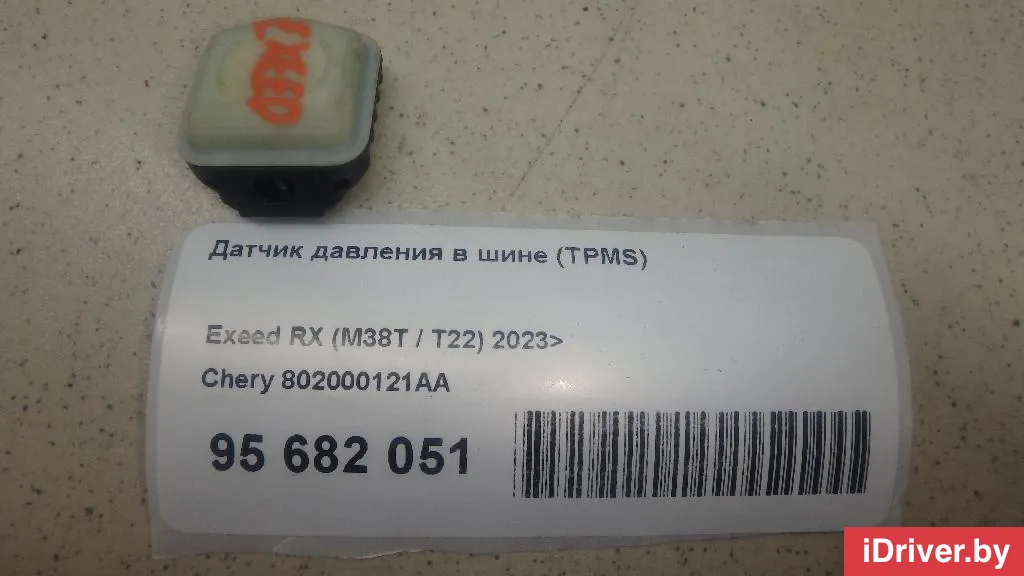 Датчик давления в шине (TPMS)
Exeed RX (M38T / T22) 2023>
Chery 802000121AA
95 682 051
iDriver.by